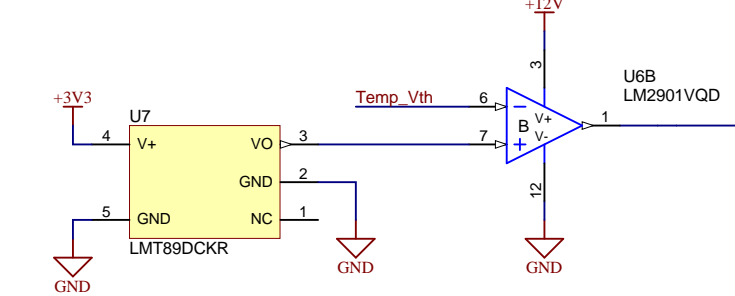 +12V
3
U6B
LM2901VQD
+3V3
Temp_Vth
6
U7
V+
B
1
4
V+
VO
3
7
V-
GND
2
12
5
GND
NC
1
LMT89DCKR
GND
GND
GND